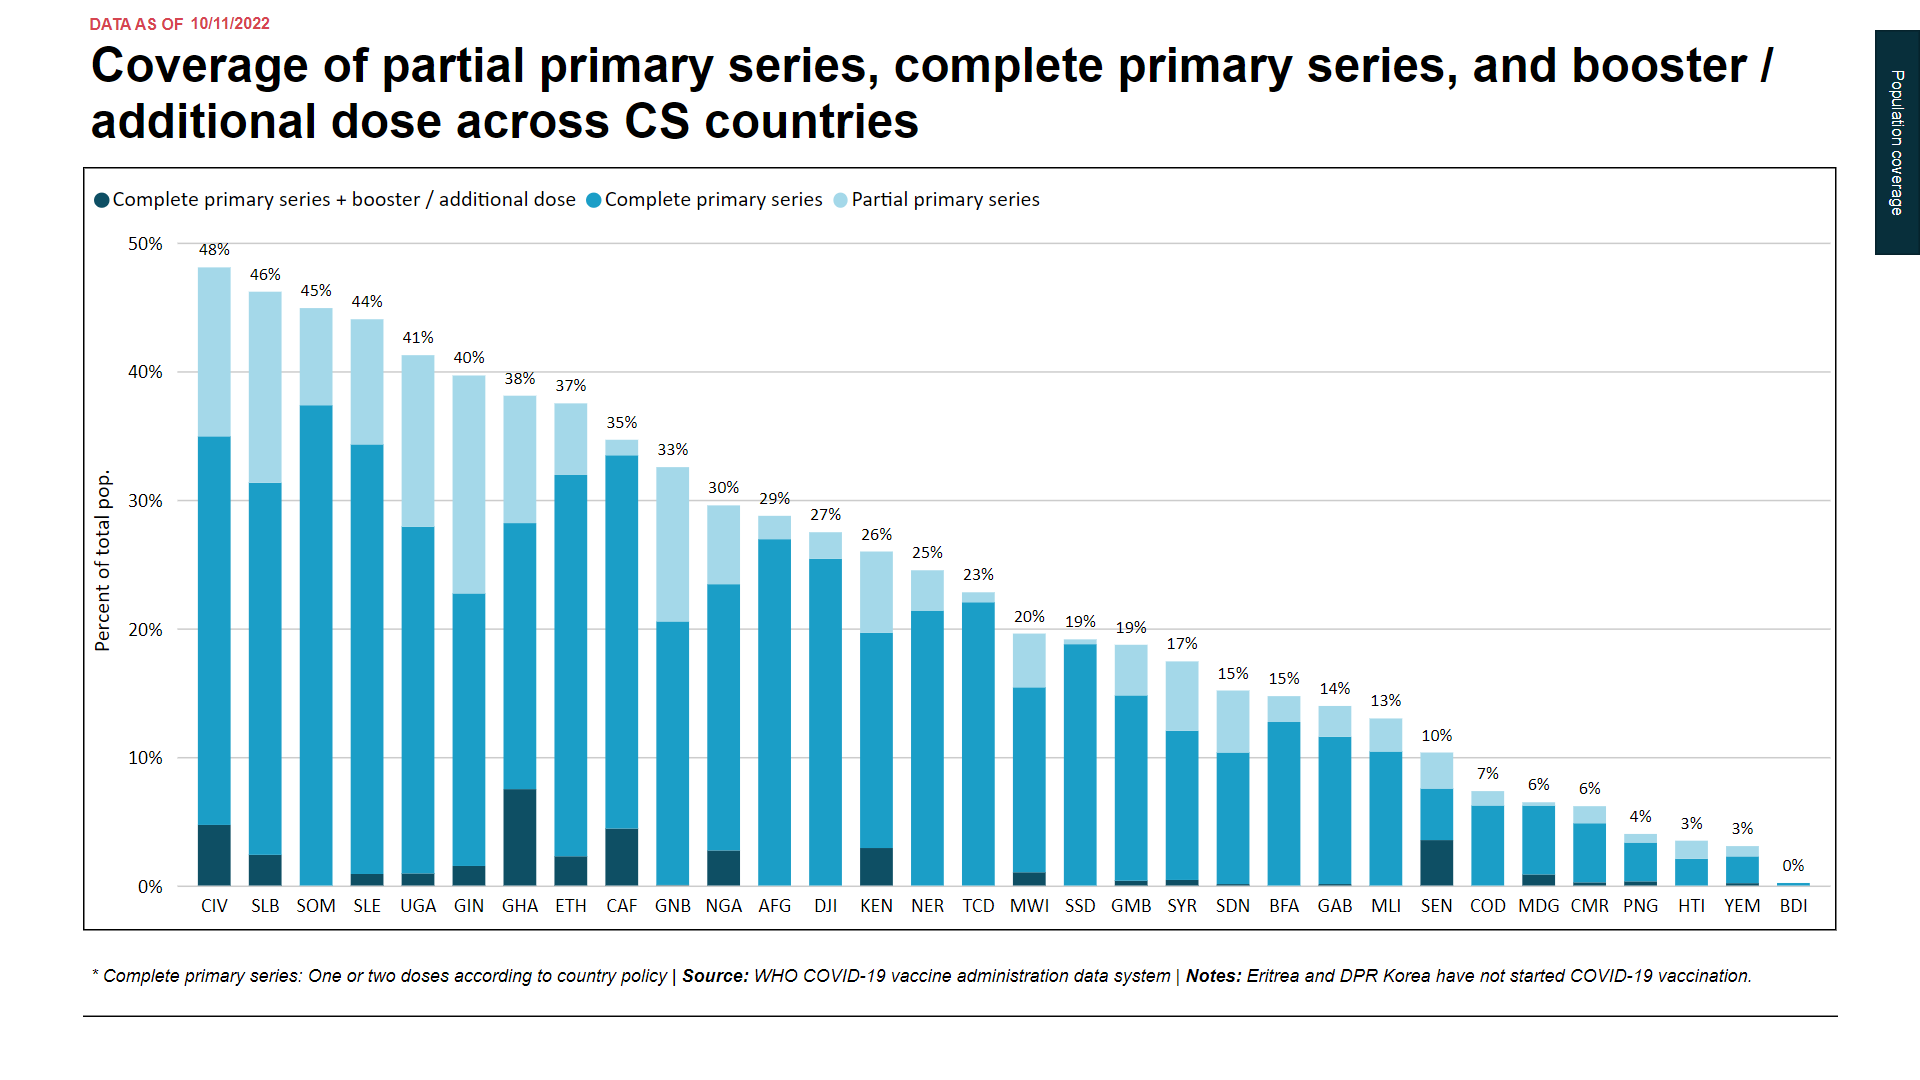 DATA AS OF 10/11/2022
Coverage of partial primary series, complete primary series, and booster /
additional dose across CS countries
Population coverage
Complete primary series + booster / additional dose Complete primary series Partial primary series
Percent of total pop.
50%
40%
30%
20%
10%
0%
48% 46% 45% 44% 41% 40% 38% 37% 35% 33% 30% 29% 27% 26% 25% 23% 20% 19% 19% 17% 15% 15% 14% 13% 10% 7% 6% 6% 4% 3% 3% 0%
CIV SLB SOM SLE UGA GIN GHA ETH CAF GNB NGA AFG DJI KEN NER TCD MWI SSD GMB SYR SDN BFA GAB MLI SEN COD MDG CMR PNG HTI YEM BDI
* Complete primary series: One or two doses according to country policy | Source: WHO COVID-19 vaccine administration data system | Notes: Eritrea and DPR Korea have not started COVID-19 vaccination.